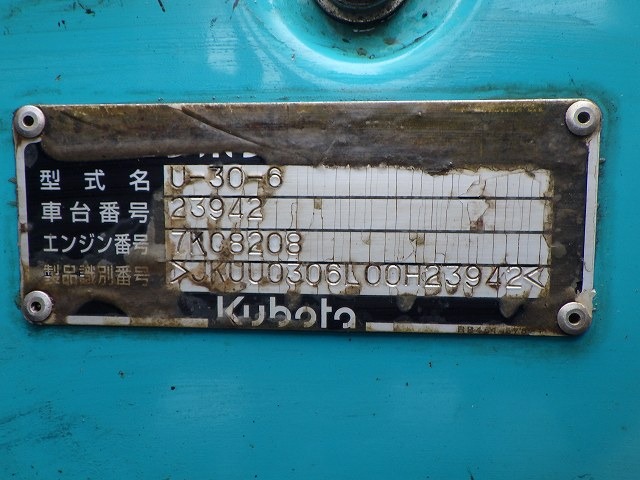 型式名 U-30-6
車台番号 23942
エンジン番号 7KC8208
製品識別番号 >JKUU0306L00H23942<
Kubota